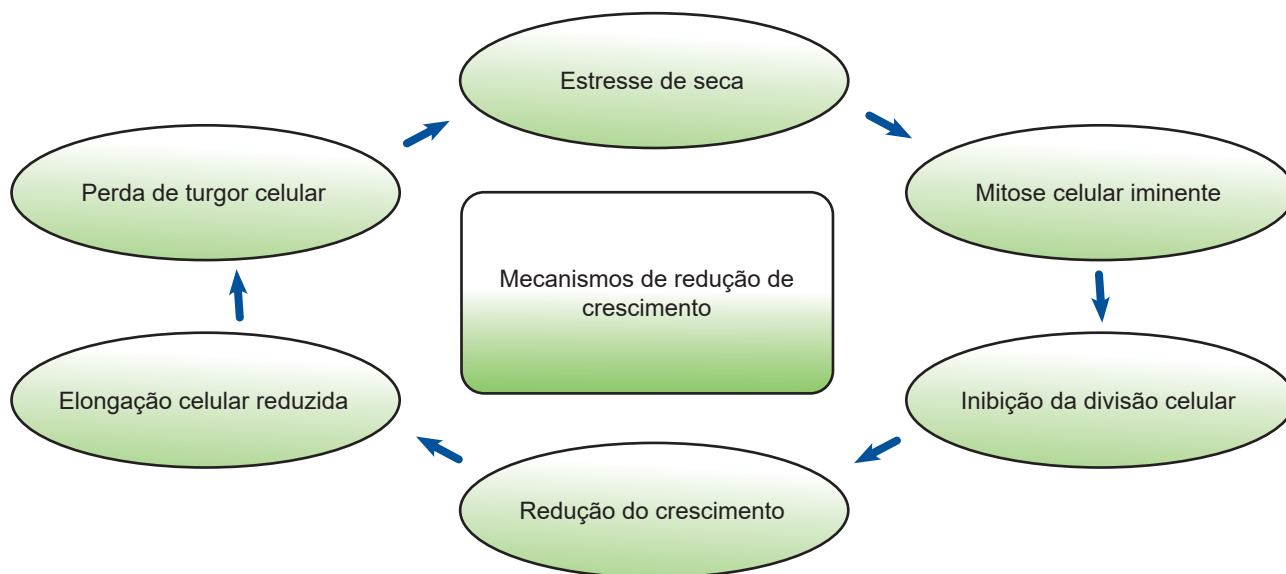 Estresse de seca
Perda de turgor celular
Mitose celular iminente
Mecanismos de redução de
crescimento
Elongação celular reduzida
Inibição da divisão celular
Redução do crescimento